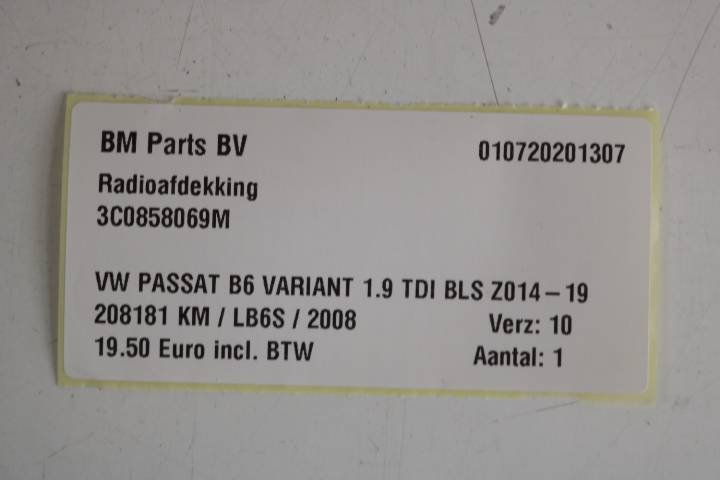 BM Parts BV 010720201307
Radioafdekking
3C0858069M
VW PASSAT B6 VARIANT 1.9 TDI BLS Z014-19
208181 KM / LB6S / 2008 Verz: 10
19.50 Euro incl. BTW Aantal: 1